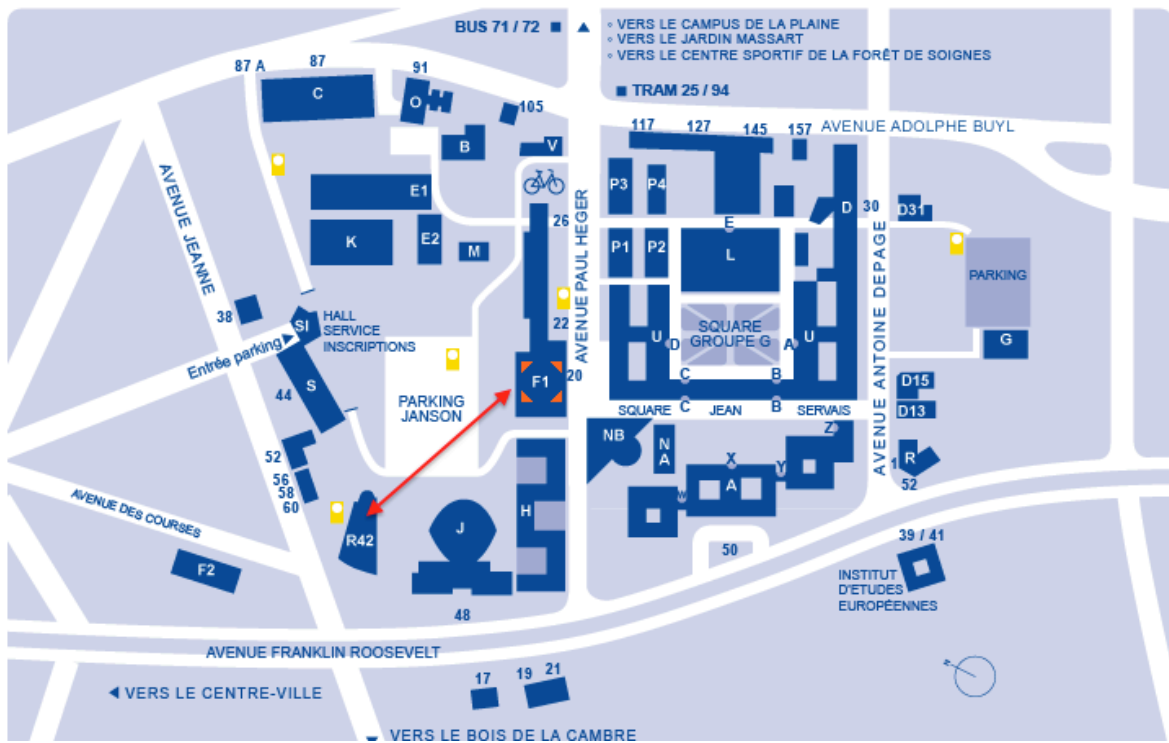 BUS 71 / 72
VERS LE CAMPUS DE LA PLAINE
VERS LE JARDIN MASSART
VERS LE CENTRE SPORTIF DE LA FORÊT DE SOIGNES
TRAM 25 / 94
87 A
87
91
105
117
127
145
157
AVENUE ADOLPHE BUYL
C
O
B
V
E1
K
E2
M
26
P3
P4
P1
P2
E
L
D
30
D31
PARKING
G
AVENUE JEANNE
38
SI
HALL
SERVICE
INSCRIPTIONS
Entrée parking
S
44
PARKING
JANSON
22
20
F1
AVENUE PAUL HEGER
U
D
SQUARE
GROUPE G
A
U
C
B
SQUARE
C
JEAN
B
SERVAIS
AVENUE ANTOINE DEPAGE
D15
D13
R
1
52
NB
N
A
X
A
Y
Z
W
52
56
58
60
R42
J
H
48
50
39 / 41
INSTITUT
D'ETUDES
EUROPÉENNES
AVENUE DES COURSES
F2
AVENUE FRANKLIN ROOSEVELT
17
19
21
N
VERS LE CENTRE-VILLE
VERS LE BOIS DE LA CAMBRE